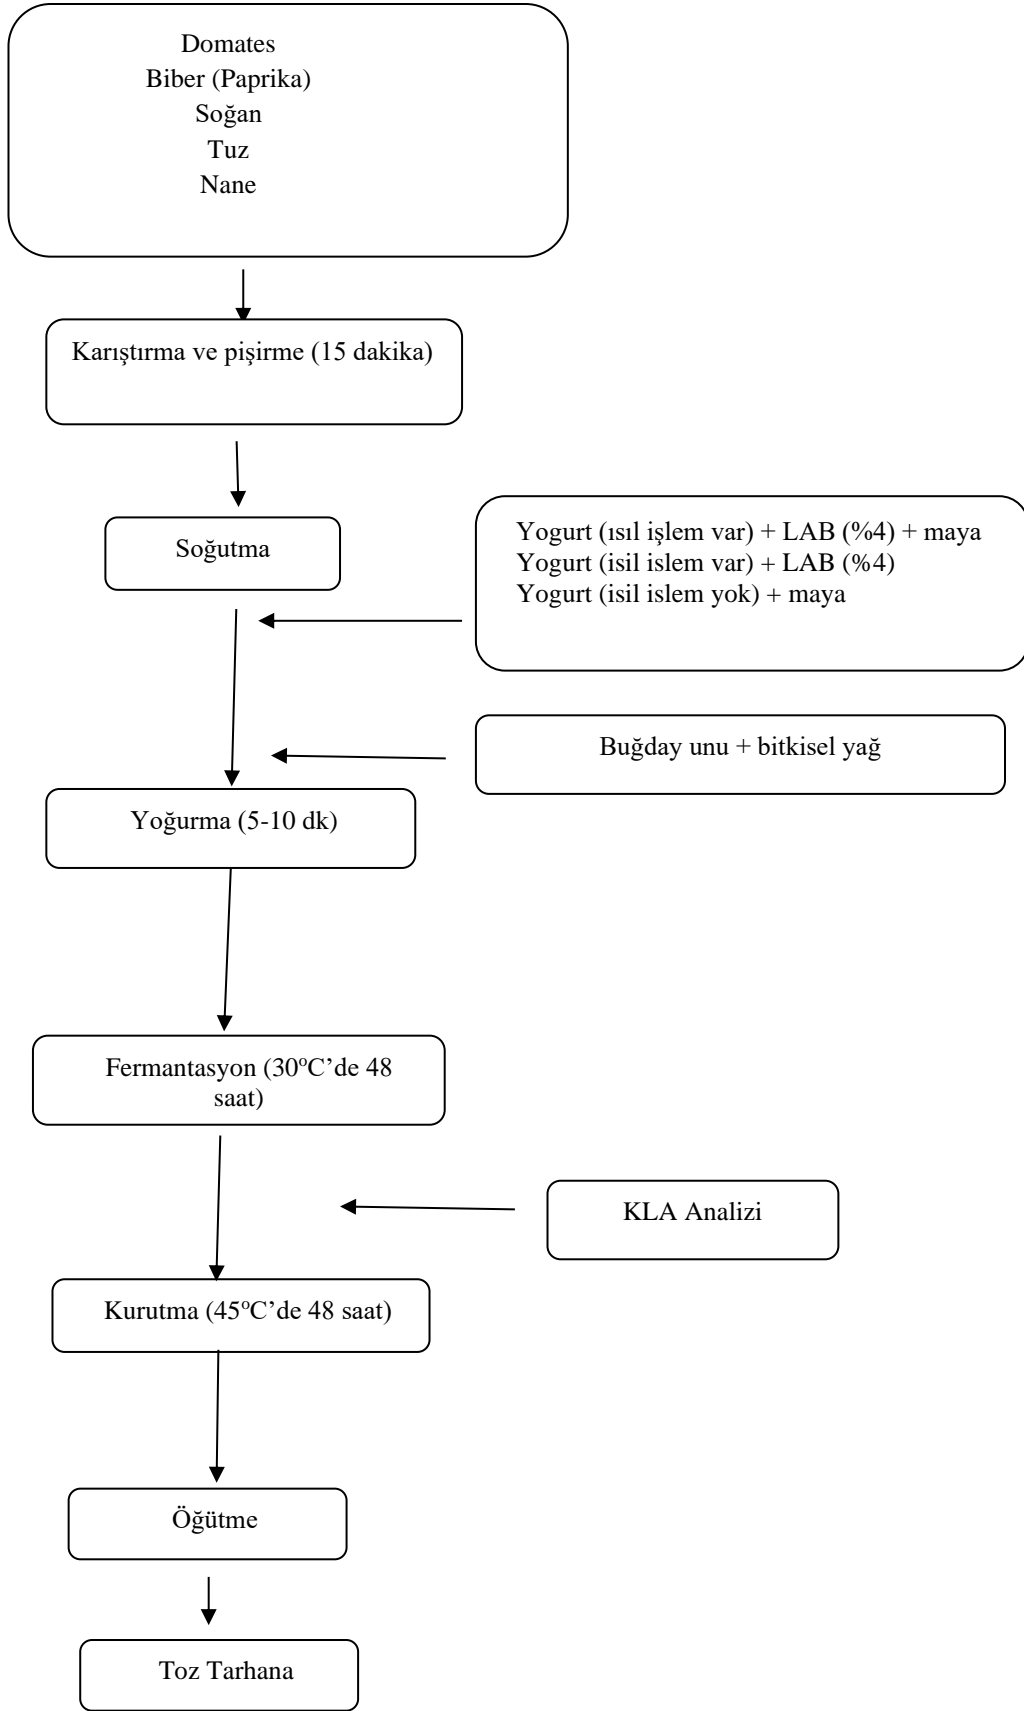 Domates
Biber (Paprika)
Soğan
Tuz
Nane
Karıştırma ve pişirme (15 dakika)
Soğutma
Yogurt (ısıl işlem var) + LAB (%4) + maya
Yogurt (isil islem var) + LAB (%4)
Yogurt (isil islem yok) + maya
Buğday unu + bitkisel yağ
Yoğurma (5-10 dk)
Fermantasyon (30ºC’de 48
saat)
KLA Analizi
Kurutma (45ºC’de 48 saat)
Öğütme
Toz Tarhana